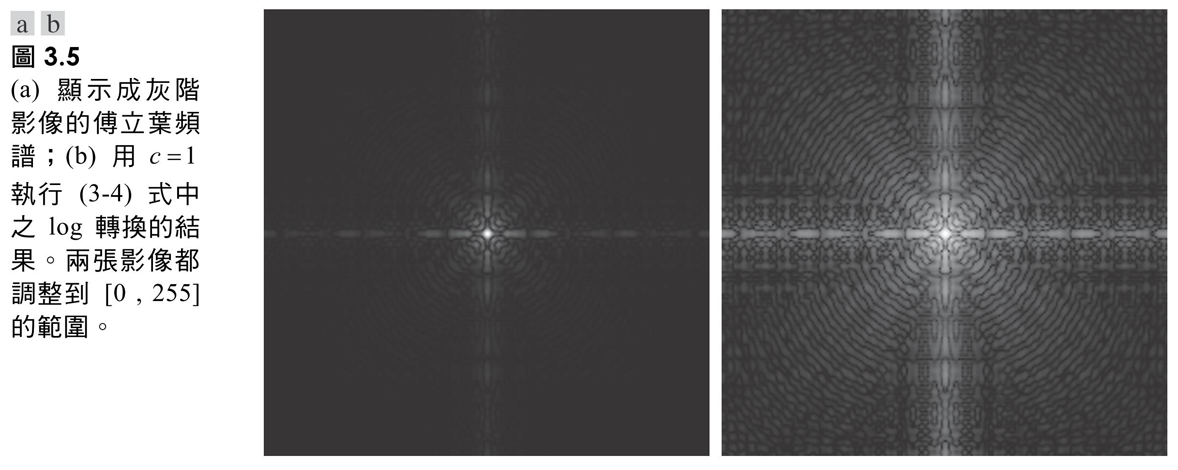 a b
圖 3.5
(a) 顯示成灰階
影像的傅立葉頻
譜；(b) 用 c=1
執行 (3-4) 式中
之 log 轉換的結
果。兩張影像都
調整到 [0 , 255]
的範圍。